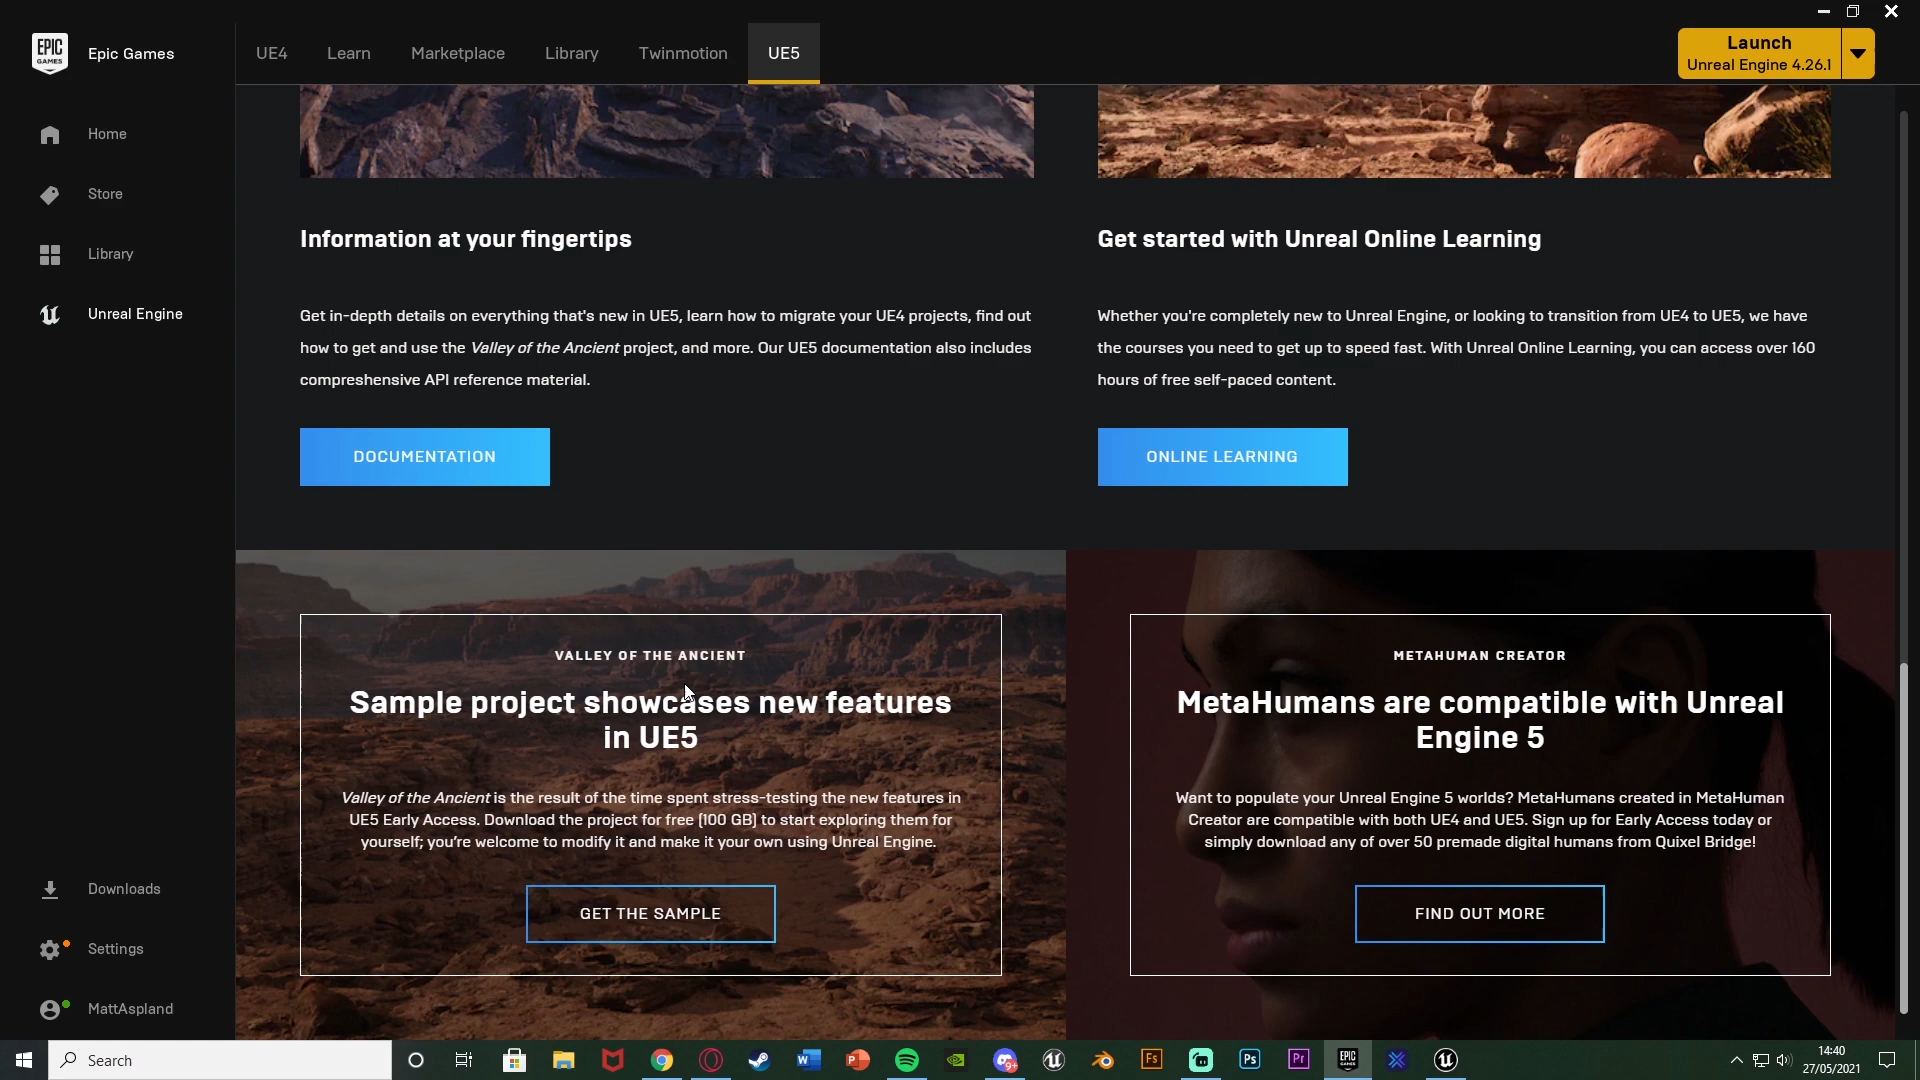 EPIC GAMES
Epic Games
UE4
Learn
Marketplace
Library
Twinmotion
UE5
Launch
Unreal Engine 4.26.1
Home
Store
Library
Unreal Engine
Information at your fingertips
Get in-depth details on everything that's new in UE5, learn how to migrate your UE4 projects, find out
how to get and use the Valley of the Ancient project, and more. Our UE5 documentation also includes
compreshensive API reference material.
DOCUMENTATION
Get started with Unreal Online Learning
Whether you're completely new to Unreal Engine, or looking to transition from UE4 to UE5, we have
the courses you need to get up to speed fast. With Unreal Online Learning, you can access over 160
hours of free self-paced content.
ONLINE LEARNING
VALLEY OF THE ANCIENT
Sample project showcases new features
in UE5
Valley of the Ancient is the result of the time spent stress-testing the new features in
UE5 Early Access. Download the project for free (100 GB) to start exploring them for
yourself; you're welcome to modify it and make it your own using Unreal Engine.
GET THE SAMPLE
METAHUMAN CREATOR
MetaHumans are compatible with Unreal
Engine 5
Want to populate your Unreal Engine 5 worlds? MetaHumans created in MetaHuman
Creator are compatible with both UE4 and UE5. Sign up for Early Access today or
simply download any of over 50 premade digital humans from Quixel Bridge!
FIND OUT MORE
Downloads
Settings
MattAspland
Search
W
P
9+
Fs
Ps
Pr
EPIC GAMES
14:40
27/05/2021